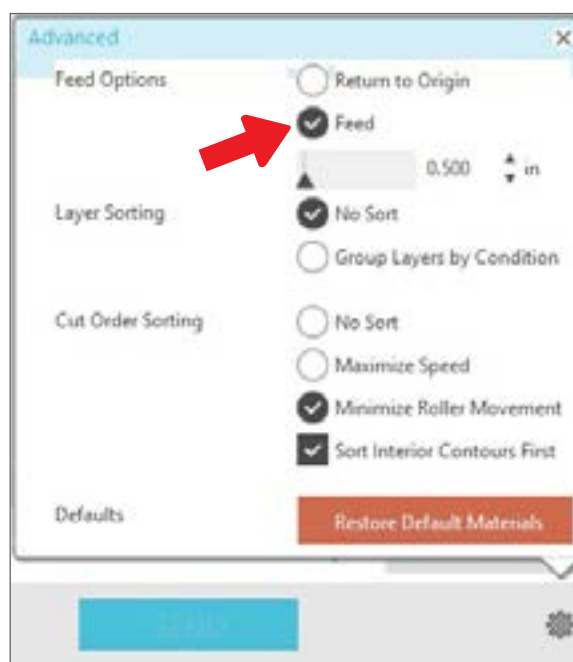 Advanced
Feed Options
Return to Origin
Feed
0.500 in
Layer Sorting
No Sort
Group Layers by Condition
Cut Order Sorting
No Sort
Maximize Speed
Minimize Roller Movement
Sort Interior Contours First
Defaults
Restore Default Materials